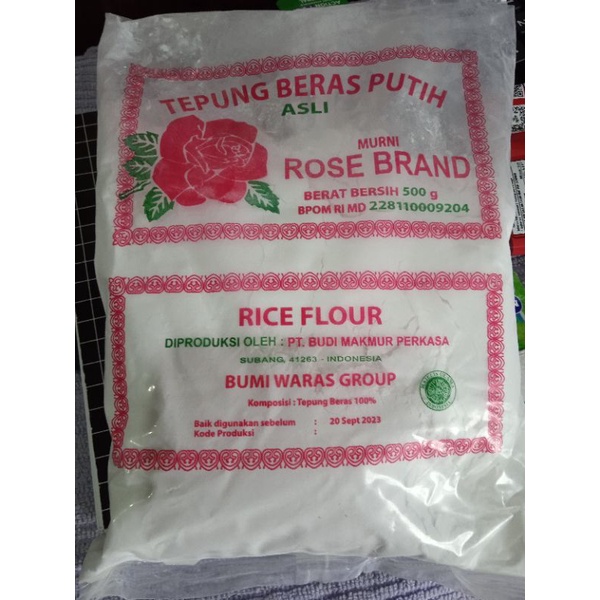 TEPUNG BERAS PUTIH
ASLI
MURNI
ROSE BRAND
BERAT BERSIH 500 g
BPOM RI MD 228110009204
RICE FLOUR
DIPRODUKSI OLEH : PT. BUDI MAKMUR PERKASA
SUBANG, 41263 - INDONESIA
BUMI WARAS GROUP
Komposisi : Tepung Beras 100%
Baik digunakan sebelum : 20 Sept 2023
Kode Produksi :